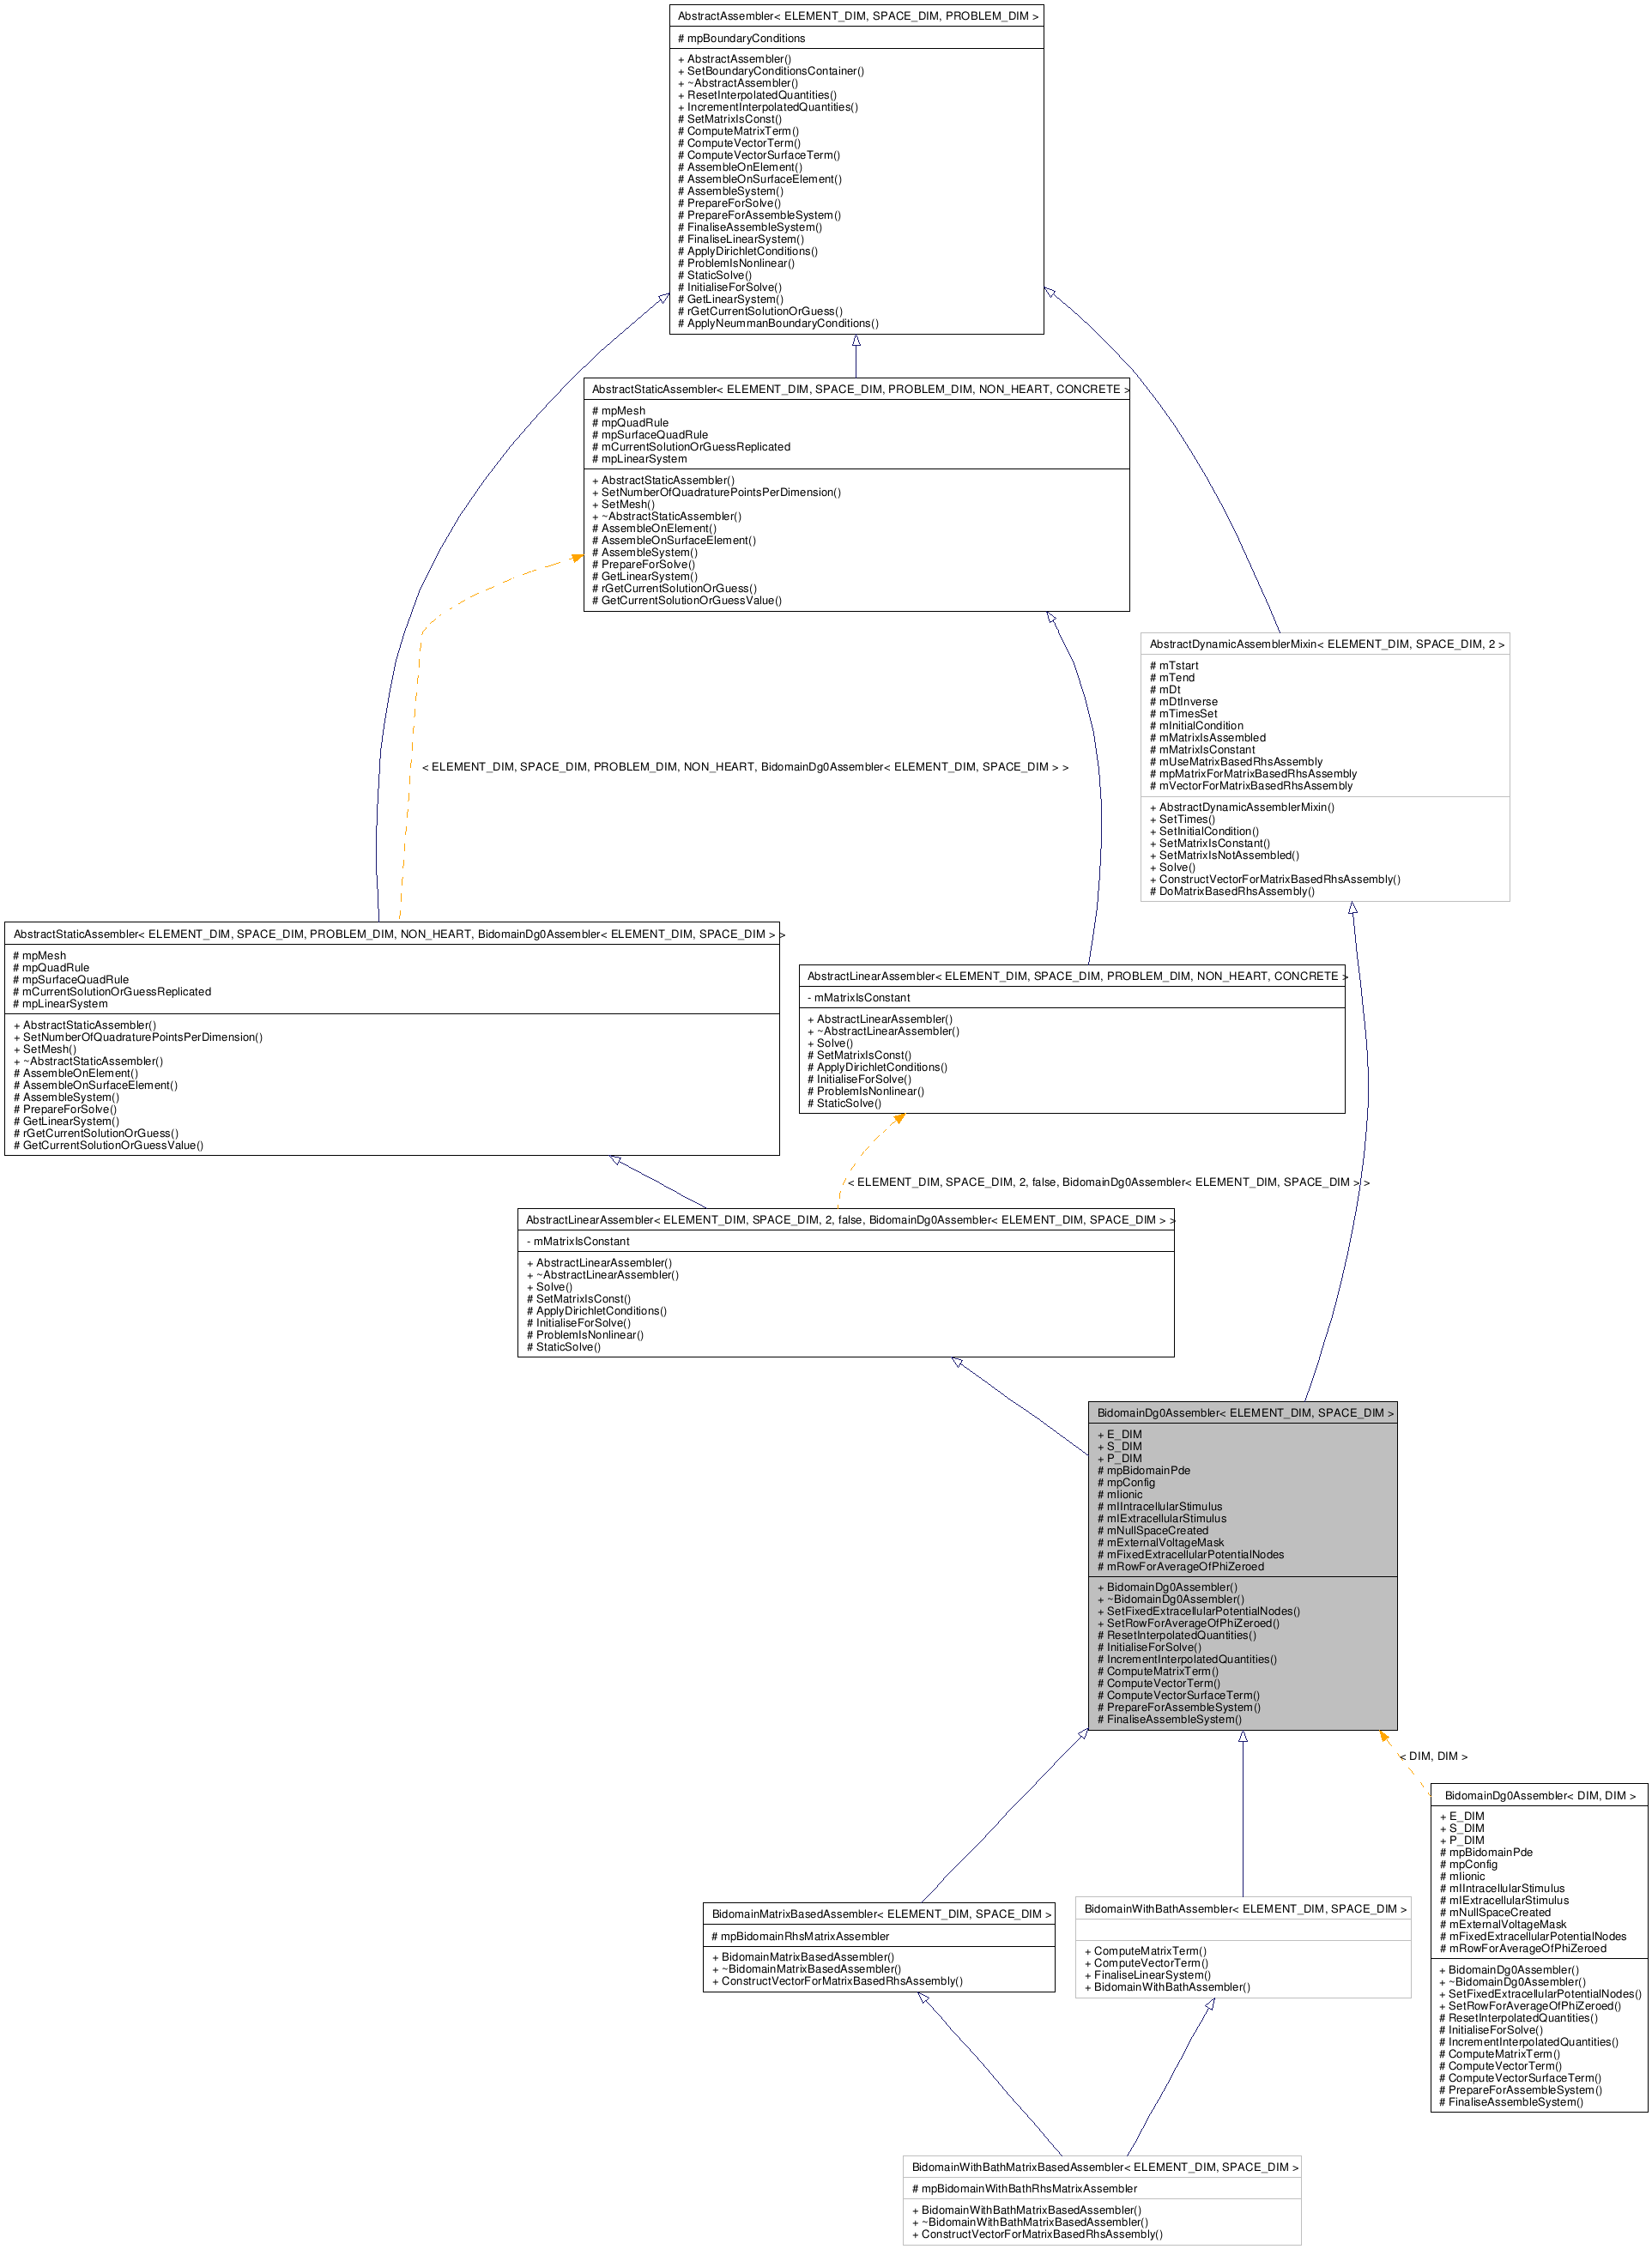 AbstractAssembler< ELEMENT_DIM, SPACE_DIM, PROBLEM_DIM >
# mpBoundaryConditions
+ AbstractAssembler()
+ SetBoundaryConditionsContainer()
+ ~AbstractAssembler()
+ ResetInterpolatedQuantities()
+ IncrementInterpolatedQuantities()
# SetMatrixIsConst()
# ComputeMatrixTerm()
# ComputeVectorTerm()
# ComputeVectorSurfaceTerm()
# AssembleOnElement()
# AssembleOnSurfaceElement()
# AssembleSystem()
# PrepareForSolve()
# PrepareForAssembleSystem()
# FinaliseAssembleSystem()
# FinaliseLinearSystem()
# ApplyDirichletConditions()
# ProblemIsNonlinear()
# StaticSolve()
# InitialiseForSolve()
# GetLinearSystem()
# rGetCurrentSolutionOrGuess()
# ApplyNeummanBoundaryConditions()
AbstractStaticAssembler< ELEMENT_DIM, SPACE_DIM, PROBLEM_DIM, NON_HEART, CONCRETE >
# mpMesh
# mpQuadRule
# mpSurfaceQuadRule
# mCurrentSolutionOrGuessReplicated
# mpLinearSystem
+ AbstractStaticAssembler()
+ SetNumberOfQuadraturePointsPerDimension()
+ SetMesh()
+ ~AbstractStaticAssembler()
# AssembleOnElement()
# AssembleOnSurfaceElement()
# AssembleSystem()
# PrepareForSolve()
# GetLinearSystem()
# rGetCurrentSolutionOrGuess()
# GetCurrentSolutionOrGuessValue()
AbstractDynamicAssemblerMixin< ELEMENT_DIM, SPACE_DIM, 2 >
# mTstart
# mTend
# mDt
# mDtInverse
# mTimesSet
# mInitialCondition
# mMatrixIsAssembled
# mMatrixIsConstant
# mUseMatrixBasedRhsAssembly
# mpMatrixForMatrixBasedRhsAssembly
# mVectorForMatrixBasedRhsAssembly
+ AbstractDynamicAssemblerMixin()
+ SetTimes()
+ SetInitialCondition()
+ SetMatrixIsConstant()
+ SetMatrixIsNotAssembled()
+ Solve()
+ ConstructVectorForMatrixBasedRhsAssembly()
# DoMatrixBasedRhsAssembly()
< ELEMENT_DIM, SPACE_DIM, PROBLEM_DIM, NON_HEART, BidomainDg0Assembler< ELEMENT_DIM, SPACE_DIM > >
AbstractStaticAssembler< ELEMENT_DIM, SPACE_DIM, PROBLEM_DIM, NON_HEART, BidomainDg0Assembler< ELEMENT_DIM, SPACE_DIM > >
# mpMesh
# mpQuadRule
# mpSurfaceQuadRule
# mCurrentSolutionOrGuessReplicated
# mpLinearSystem
+ AbstractStaticAssembler()
+ SetNumberOfQuadraturePointsPerDimension()
+ SetMesh()
+ ~AbstractStaticAssembler()
# AssembleOnElement()
# AssembleOnSurfaceElement()
# AssembleSystem()
# PrepareForSolve()
# GetLinearSystem()
# rGetCurrentSolutionOrGuess()
# GetCurrentSolutionOrGuessValue()
AbstractLinearAssembler< ELEMENT_DIM, SPACE_DIM, PROBLEM_DIM, NON_HEART, CONCRETE >
- mMatrixIsConstant
+ AbstractLinearAssembler()
+ ~AbstractLinearAssembler()
+ Solve()
# SetMatrixIsConst()
# ApplyDirichletConditions()
# InitialiseForSolve()
# ProblemIsNonlinear()
# StaticSolve()
< ELEMENT_DIM, SPACE_DIM, 2, false, BidomainDg0Assembler< ELEMENT_DIM, SPACE_DIM > >
AbstractLinearAssembler< ELEMENT_DIM, SPACE_DIM, 2, false, BidomainDg0Assembler< ELEMENT_DIM, SPACE_DIM > >
- mMatrixIsConstant
+ AbstractLinearAssembler()
+ ~AbstractLinearAssembler()
+ Solve()
# SetMatrixIsConst()
# ApplyDirichletConditions()
# InitialiseForSolve()
# ProblemIsNonlinear()
# StaticSolve()
BidomainDg0Assembler< ELEMENT_DIM, SPACE_DIM >
+ E_DIM
+ S_DIM
+ P_DIM
# mpBidomainPde
# mpConfig
# mIionic
# mIIntracellularStimulus
# mIExtracellularStimulus
# mNullSpaceCreated
# mExternalVoltageMask
# mFixedExtracellularPotentialNodes
# mRowForAverageOfPhiZeroed
+ BidomainDg0Assembler()
+ ~BidomainDg0Assembler()
+ SetFixedExtracellularPotentialNodes()
+ SetRowForAverageOfPhiZeroed()
# ResetInterpolatedQuantities()
# InitialiseForSolve()
# IncrementInterpolatedQuantities()
# ComputeMatrixTerm()
# ComputeVectorTerm()
# ComputeVectorSurfaceTerm()
# PrepareForAssembleSystem()
# FinaliseAssembleSystem()
< DIM, DIM >
BidomainDg0Assembler< DIM, DIM >
+ E_DIM
+ S_DIM
+ P_DIM
# mpBidomainPde
# mpConfig
# mIionic
# mIIntracellularStimulus
# mIExtracellularStimulus
# mNullSpaceCreated
# mExternalVoltageMask
# mFixedExtracellularPotentialNodes
# mRowForAverageOfPhiZeroed
+ BidomainDg0Assembler()
+ ~BidomainDg0Assembler()
+ SetFixedExtracellularPotentialNodes()
+ SetRowForAverageOfPhiZeroed()
# ResetInterpolatedQuantities()
# InitialiseForSolve()
# IncrementInterpolatedQuantities()
# ComputeMatrixTerm()
# ComputeVectorTerm()
# ComputeVectorSurfaceTerm()
# PrepareForAssembleSystem()
# FinaliseAssembleSystem()
BidomainMatrixBasedAssembler< ELEMENT_DIM, SPACE_DIM >
# mpBidomainRhsMatrixAssembler
+ BidomainMatrixBasedAssembler()
+ ~BidomainMatrixBasedAssembler()
+ ConstructVectorForMatrixBasedRhsAssembly()
BidomainWithBathAssembler< ELEMENT_DIM, SPACE_DIM >
+ ComputeMatrixTerm()
+ ComputeVectorTerm()
+ FinaliseLinearSystem()
+ BidomainWithBathAssembler()
BidomainWithBathMatrixBasedAssembler< ELEMENT_DIM, SPACE_DIM >
# mpBidomainWithBathRhsMatrixAssembler
+ BidomainWithBathMatrixBasedAssembler()
+ ~BidomainWithBathMatrixBasedAssembler()
+ ConstructVectorForMatrixBasedRhsAssembly()